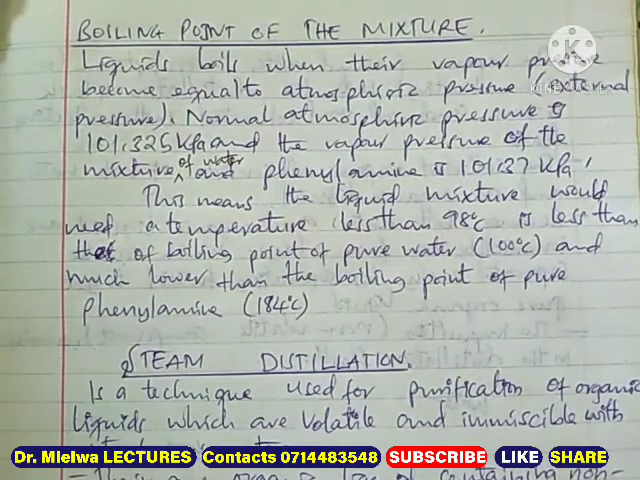 BOILING POINT OF THE MIXTURE.
Liquids boils when their vapour
become equal to atmospheric pressure (external
pressure). Normal atmospheric pressure is
101.325 KPa and the vapour pressure of the
mixture of water and phenylamine is 101.37 KPa,
This means the liquid mixture would
need a temperature less than 98°c is less than
that of boiling point of pure water (100°c) and
much lower than the boiling point of pure
Phenylamine (184°c)
STEAM DISTILLATION.
Is a technique used for purification of organic
liquids which are volatile and immiscible with
Dr. Mlelwa LECTURES Contacts 0714483548 SUBSCRIBE LIKE SHARE